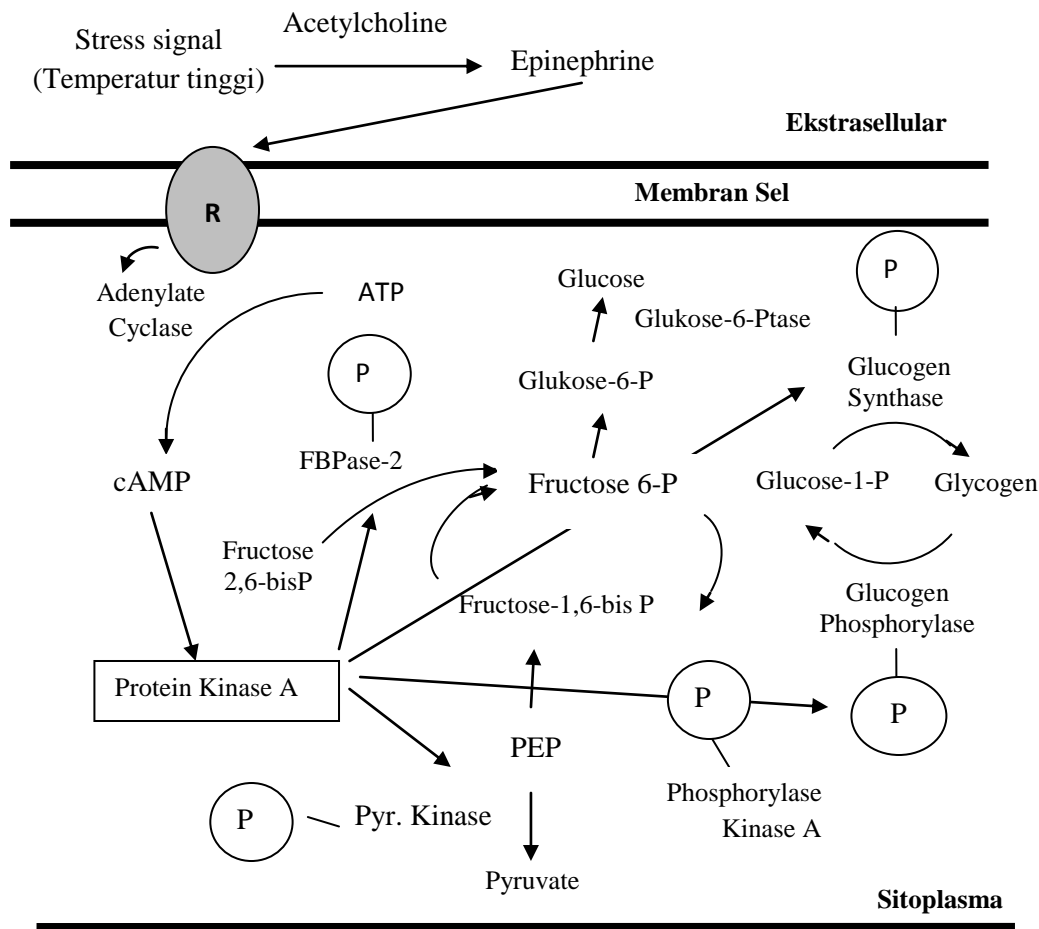 Acetylcholine
Stress signal
(Temperatur tinggi)
Epinephrine
Ekstrasellular
Membran Sel
R
P
Adenylate
Cyclase
ATP
Glucose
Glukose-6-Ptase
P
Glukose-6-P
Glucogen
Synthase
FBPase-2
cAMP
Fructose 6-P
Glucose-1-P
Glycogen
Fructose
2,6-bisP
Fructose-1,6-bis P
Glucogen
Phosphorylase
Protein Kinase A
P
P
PEP
Phosphorylase
Kinase A
P
Pyr. Kinase
Pyruvate
Sitoplasma